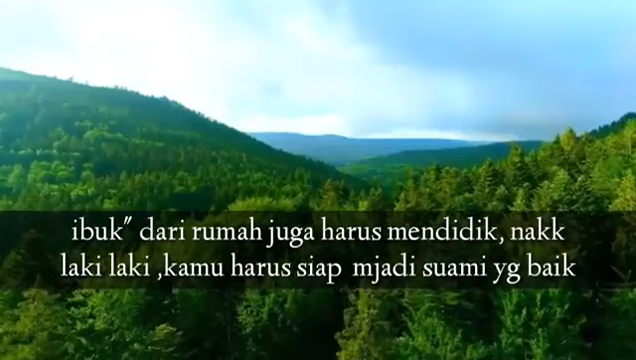 ibuk" dari rumah juga harus mendidik, nakk
laki laki ,kamu harus siap mjadi suami yg baik